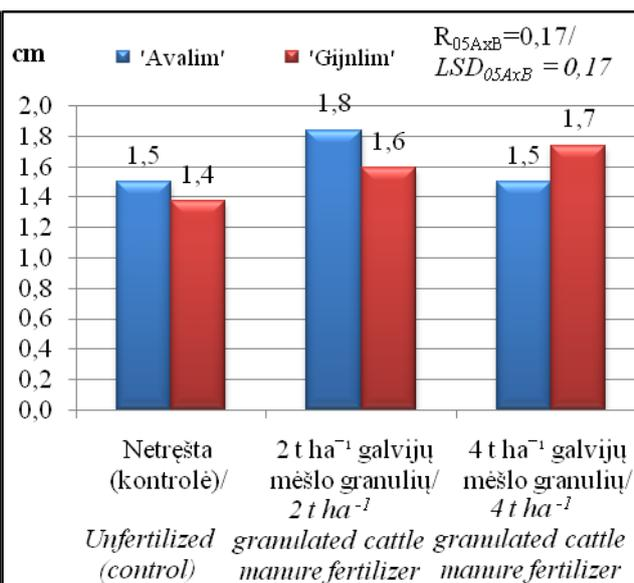 cm
'Avalim' 'Gijnlim'
R05AxB=0,17/
LSD05AxB = 0,17
2,0
1,8
1,6
1,4
1,2
1,0
0,8
0,6
0,4
0,2
0,0
1,5 1,4
1,8 1,6
1,5 1,7
Netręšta
(kontrolė)/
Unfertilized
(control)
2 t ha⁻¹ galvijų
mėšlo granulių/
2 t ha⁻¹
granulated cattle
manure fertilizer
4 t ha⁻¹ galvijų
mėšlo granulių/
4 t ha⁻¹
granulated cattle
manure fertilizer